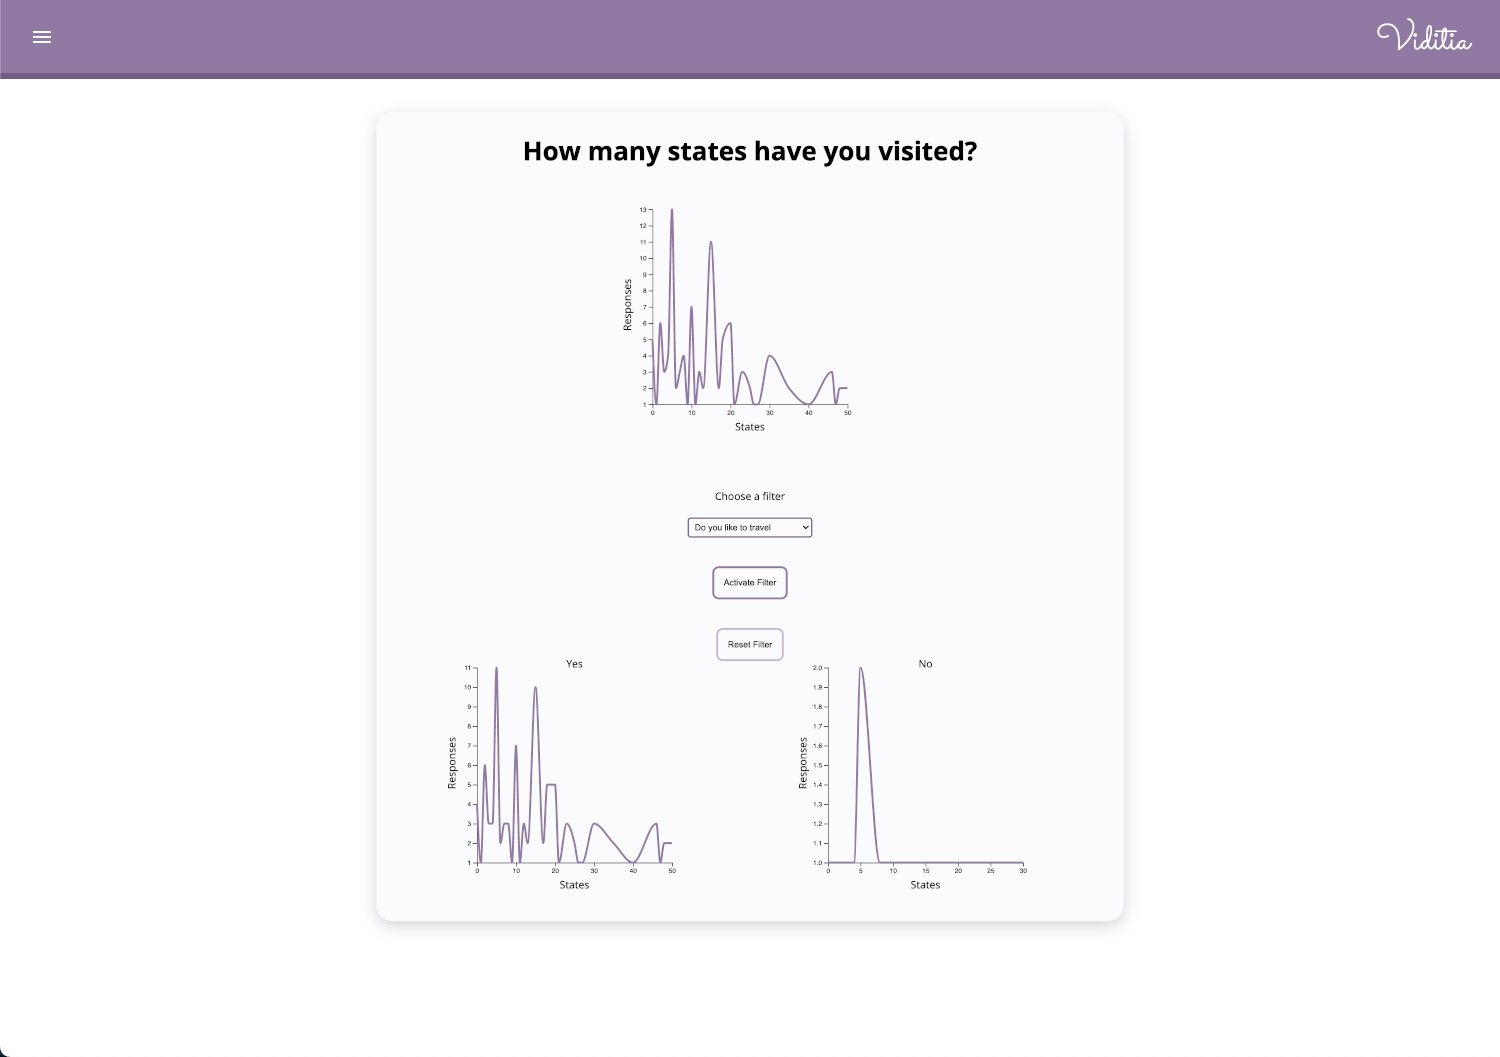 Viditia
How many states have you visited?
13
12
11
10
9
8
7
6
5
4
3
2
1
Responses
0 10 20 30 40 50
States
Choose a filter
Do you like to travel
Activate Filter
Reset Filter
Yes
11
10
9
8
7
6
5
4
3
2
1
Responses
0 10 20 30 40 50
States
No
2.0
1.9
1.8
1.7
1.6
1.5
1.4
1.3
1.2
1.1
1.0
Responses
0 5 10 15 20 25 30
States